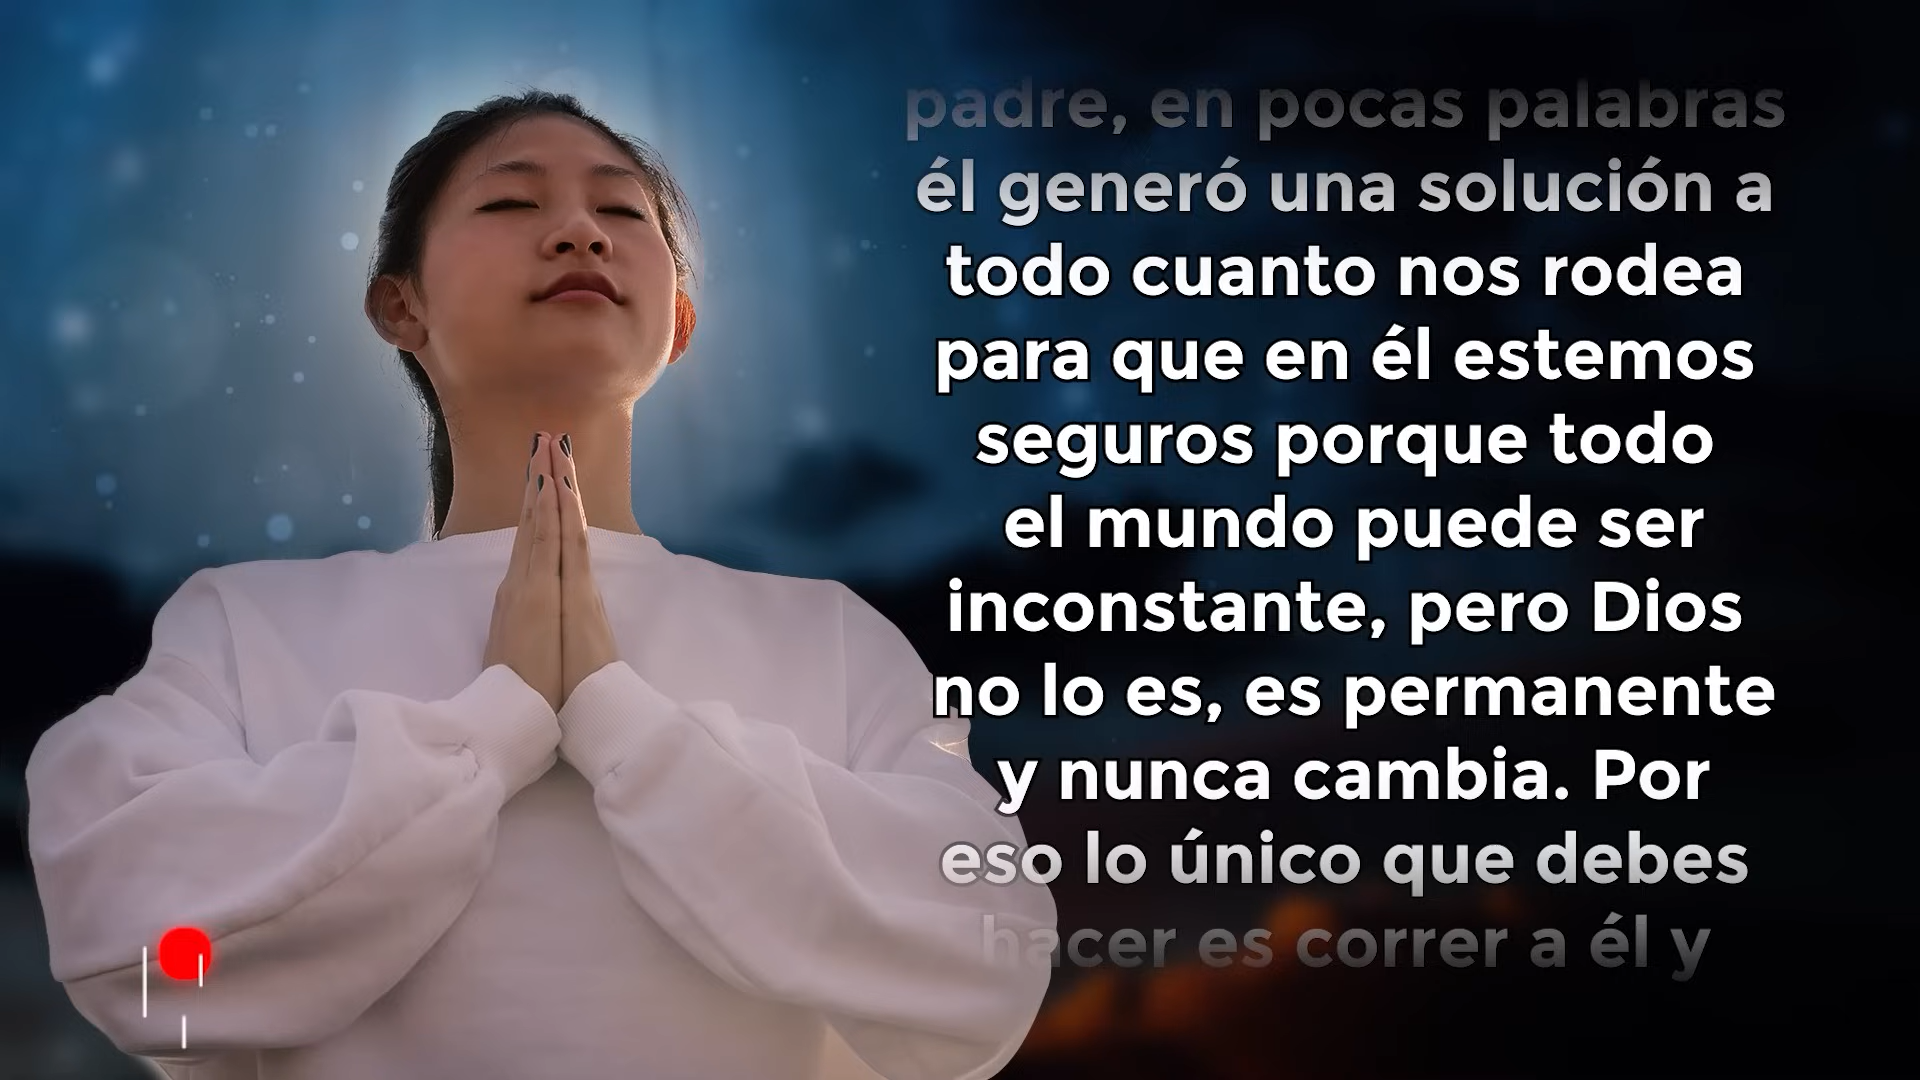 padre, en pocas palabras
él generó una solución a
todo cuanto nos rodea
para que en él estemos
seguros porque todo
el mundo puede ser
inconstante, pero Dios
no lo es, es permanente
y nunca cambia. Por
eso lo único que debes
hacer es correr a él y